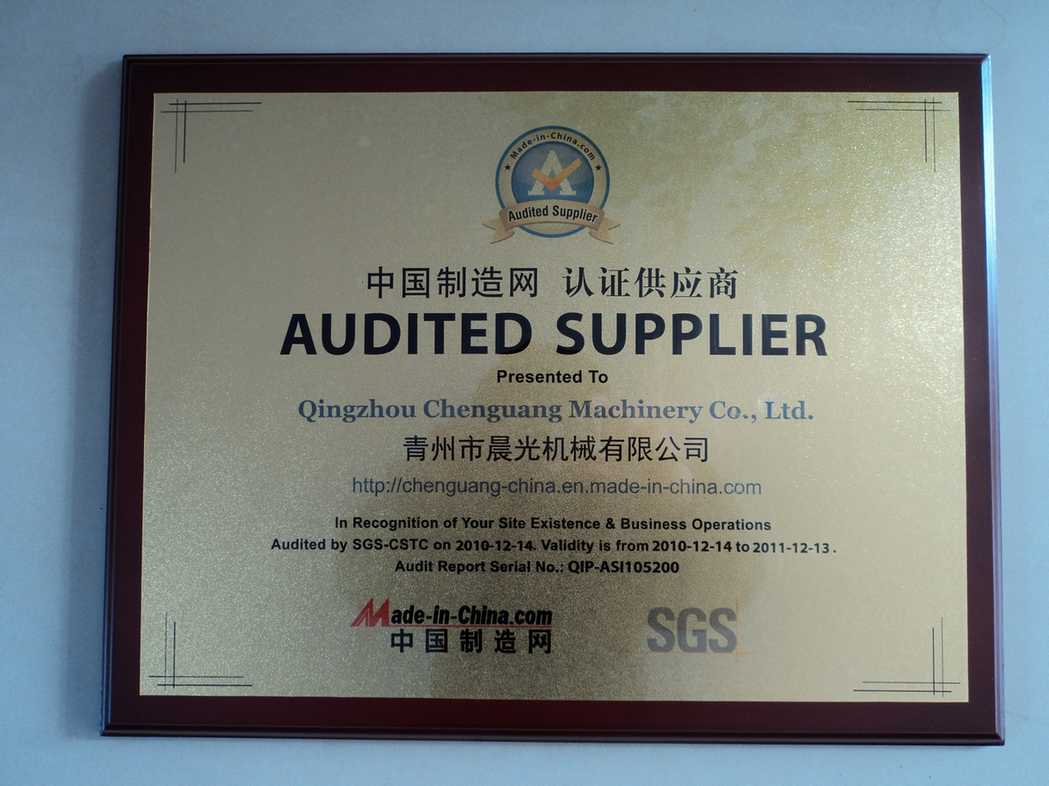 Made-in-China.com
A
Audited Supplier
中国制造网 认证供应商
AUDITED SUPPLIER
Presented To
Qingzhou Chenguang Machinery Co., Ltd.
青州市晨光机械有限公司
http://chenguang-china.en.made-in-china.com
In Recognition of Your Site Existence & Business Operations
Audited by SGS-CSTC on 2010-12-14. Validity is from 2010-12-14 to 2011-12-13 .
Audit Report Serial No.: QIP-ASI105200
Made-in-China.com
中国制造网
SGS